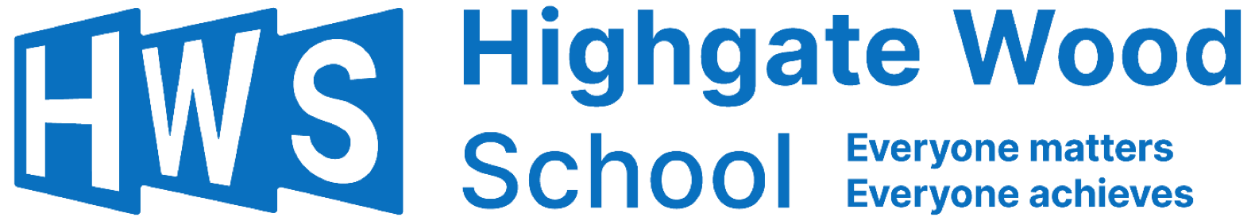 HWS
Highgate Wood
School
Everyone matters
Everyone achieves